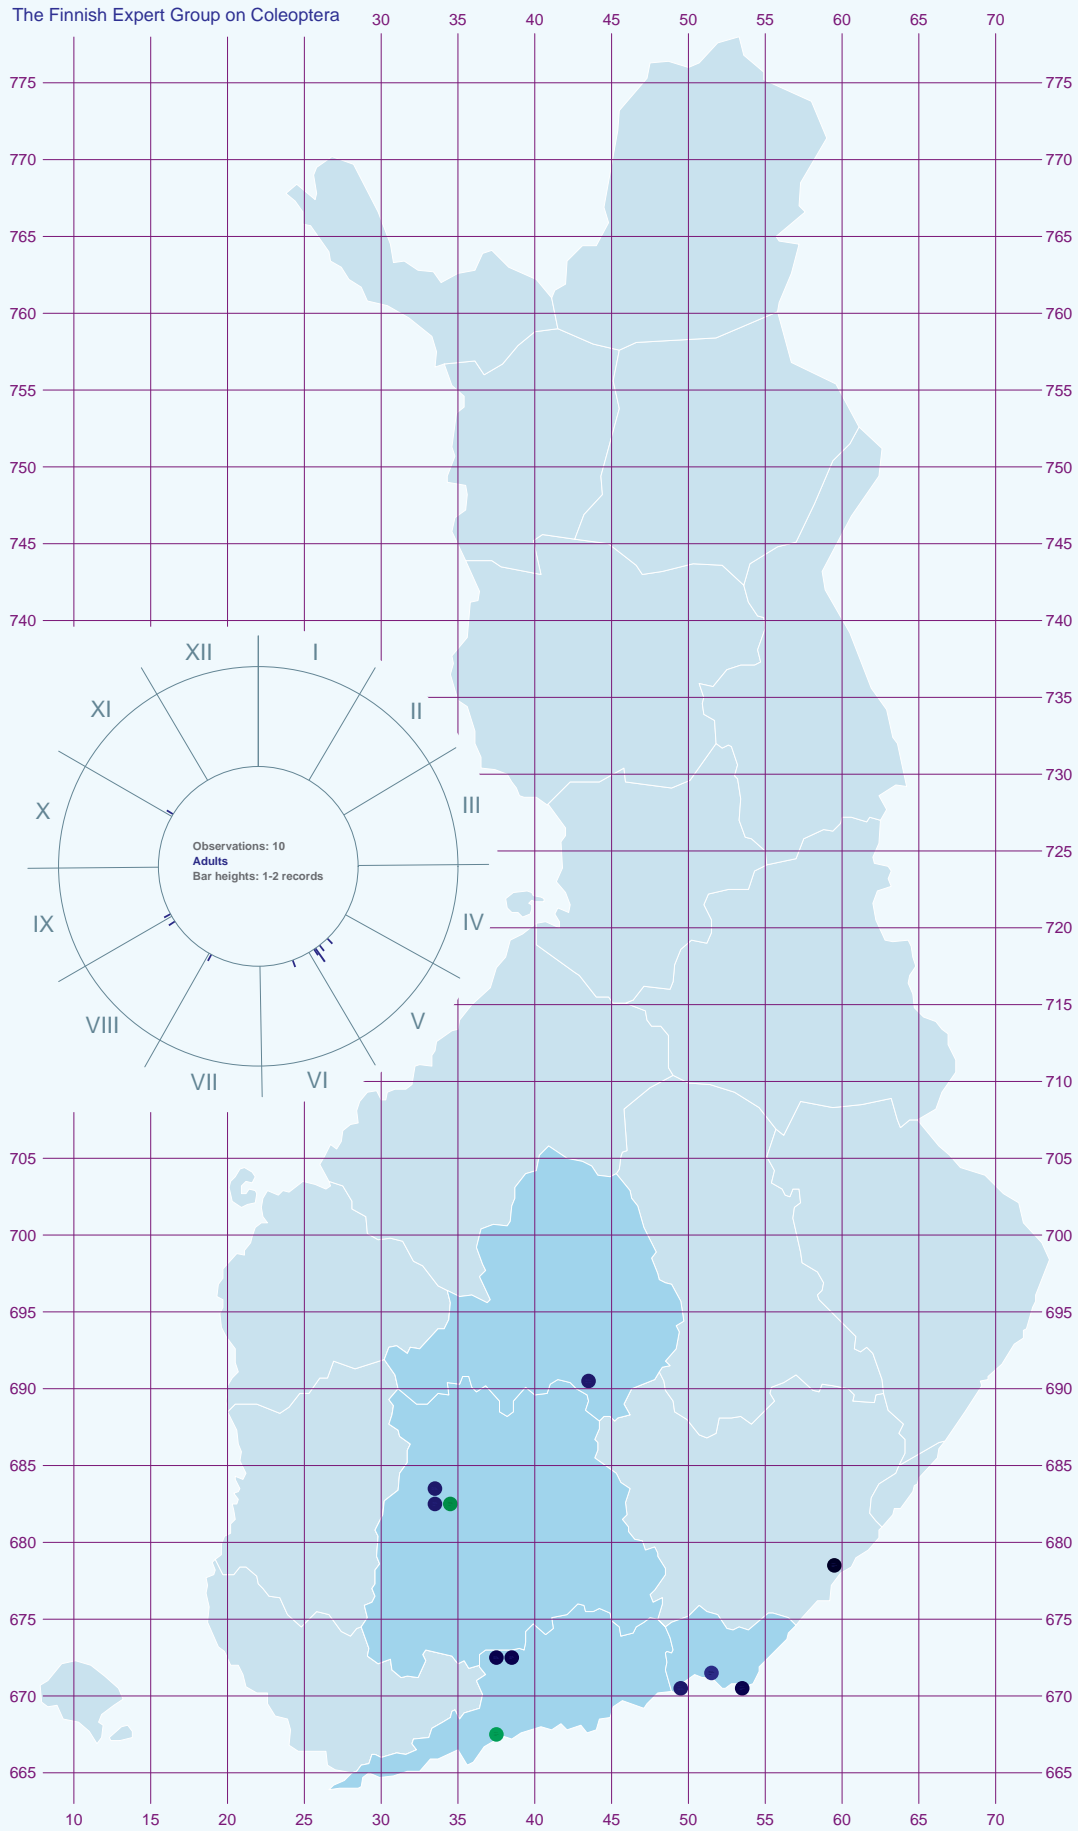 The Finnish Expert Group on Coleoptera
30 35 40 45 50 55 60 65 70
775 775
770 770
765 765
760 760
755 755
750 750
745 745
740 740
XII I
XI II
735
730
X III
Observations: 10
Adults
Bar heights: 1-2 records
725
IX IV
720
VIII V
715
VII VI
710
705 705
700 700
695 695
690 690
685 685
680 680
675 675
670 670
665 665
10 15 20 25 30 35 40 45 50 55 60 65 70